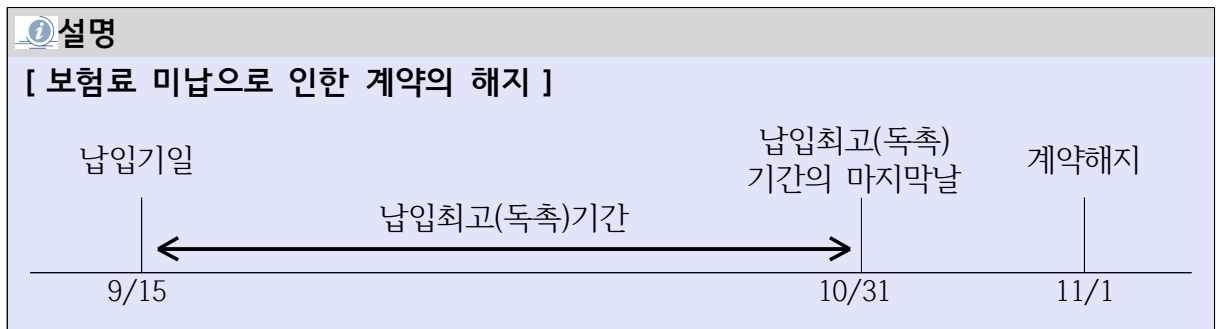 설명
[ 보험료 미납으로 인한 계약의 해지 ]
납입기일
납입최고(독촉)
기간의 마지막날
계약해지
납입최고(독촉)기간
9/15
10/31
11/1